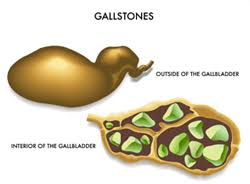 GALLSTONES
OUTSIDE OF THE GALLBLADDER
INTERIOR OF THE GALLBLADDER